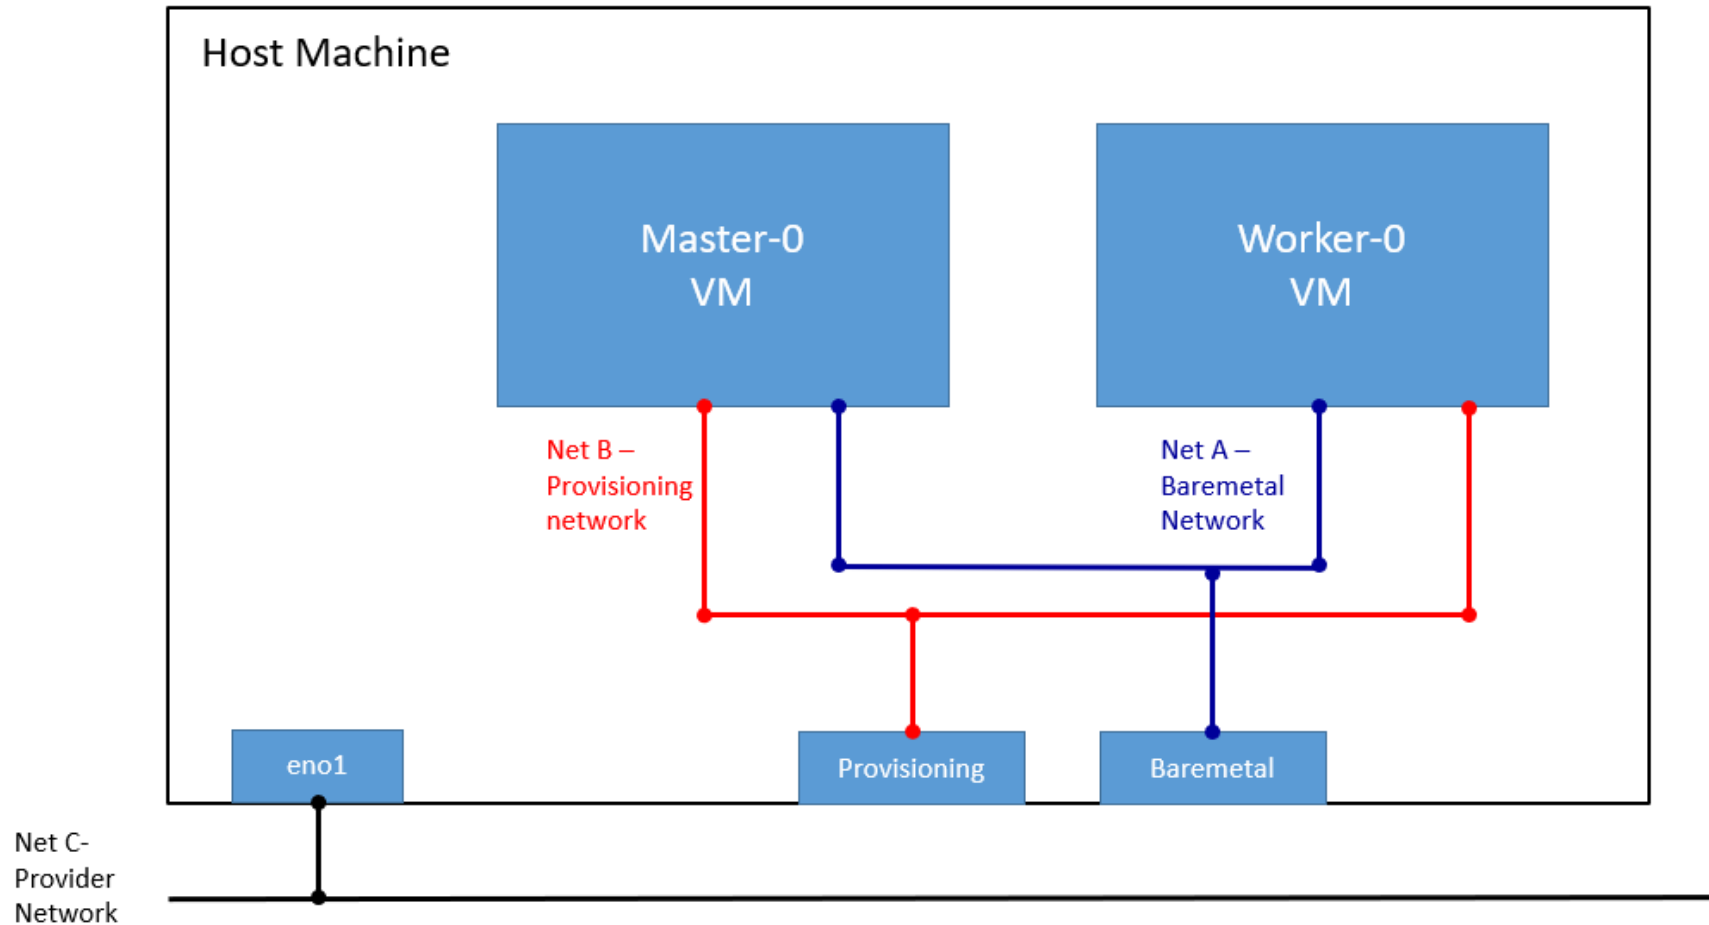 Host Machine
Master-0
VM
Worker-0
VM
Net B –
Provisioning
network
Net A –
Baremetal
Network
eno1
Provisioning
Baremetal
Net C-
Provider
Network